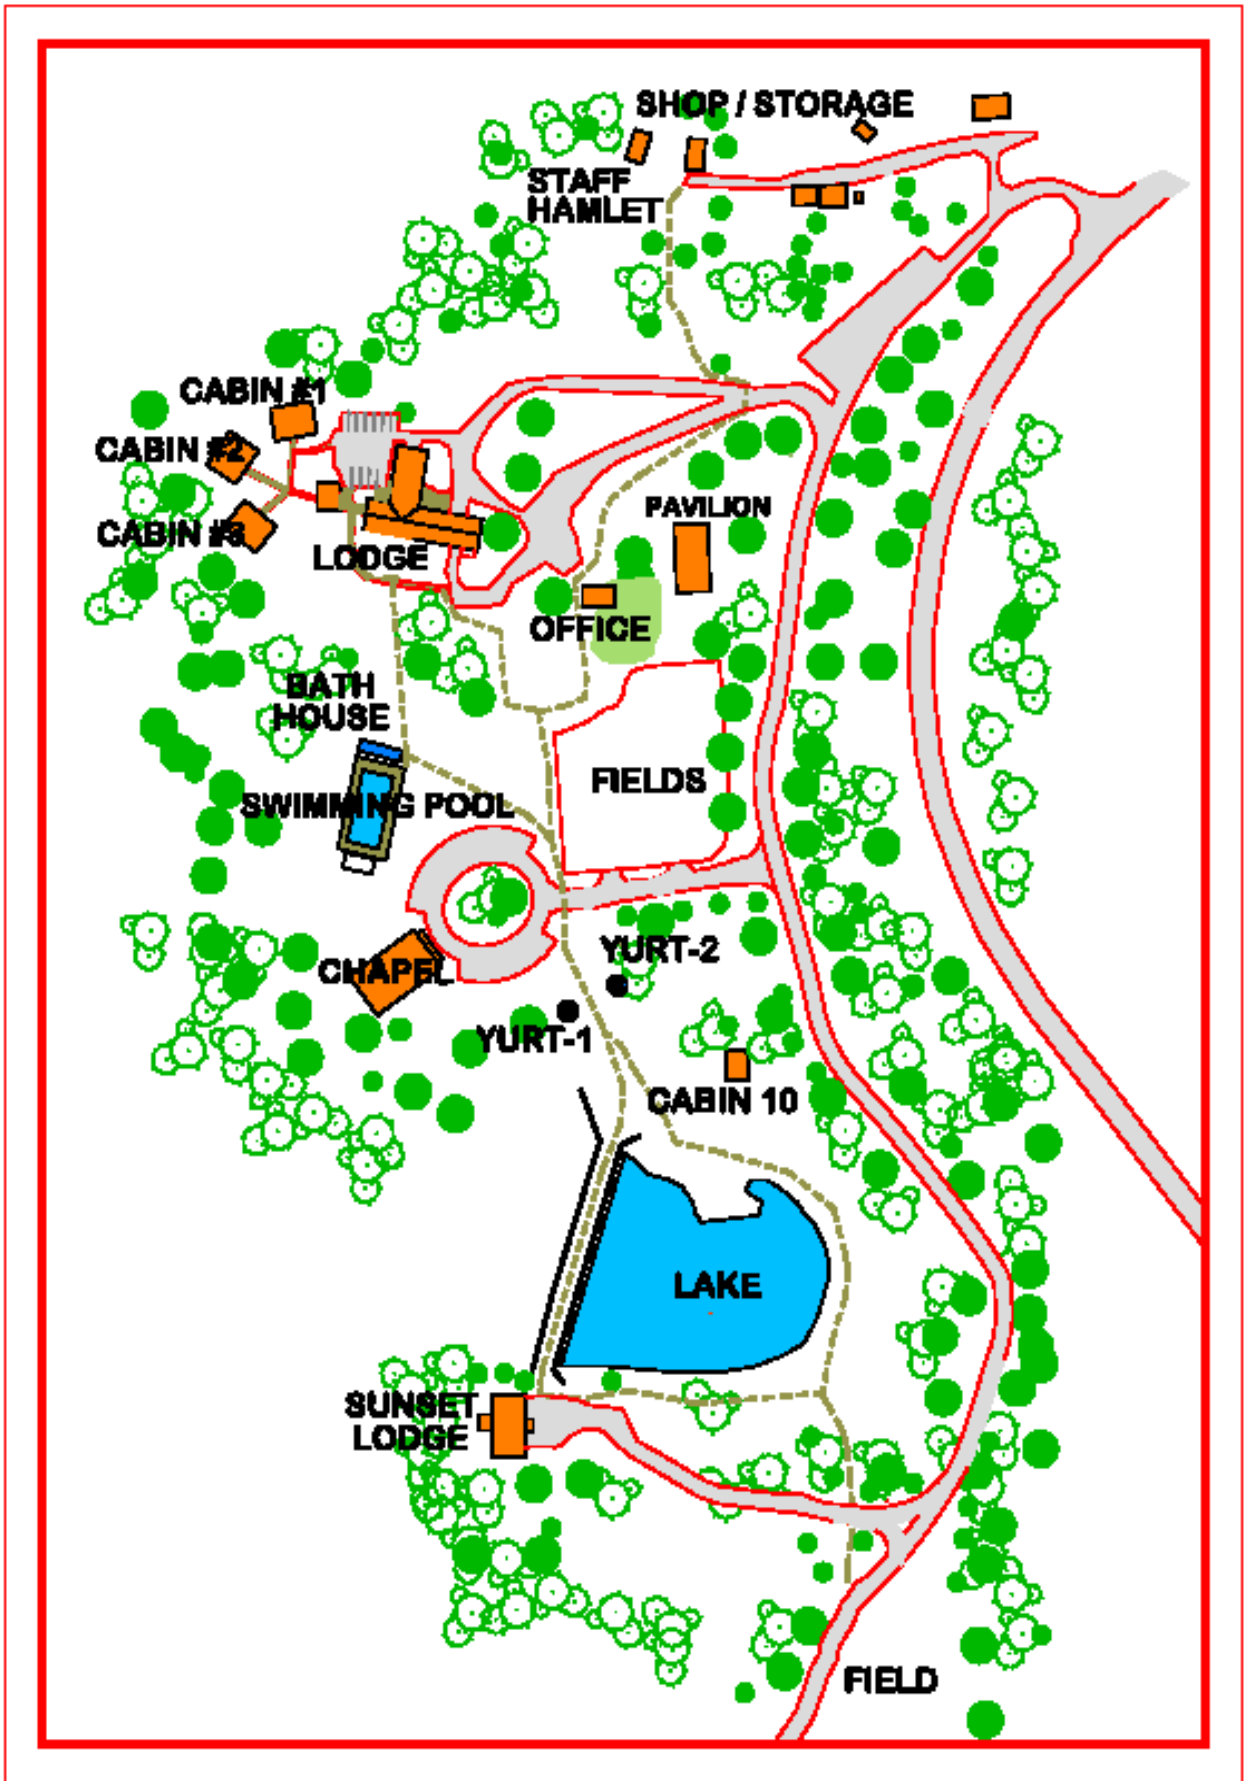 SHOP / STORAGE
STAFF
HAMLET
CABIN #1
CABIN #2
CABIN #3
LODGE
PAVILION
OFFICE
BATH
HOUSE
FIELDS
SWIMMING POOL
YURT-2
CHAPEL
YURT-1
CABIN 10
LAKE
SUNSET
LODGE
FIELD